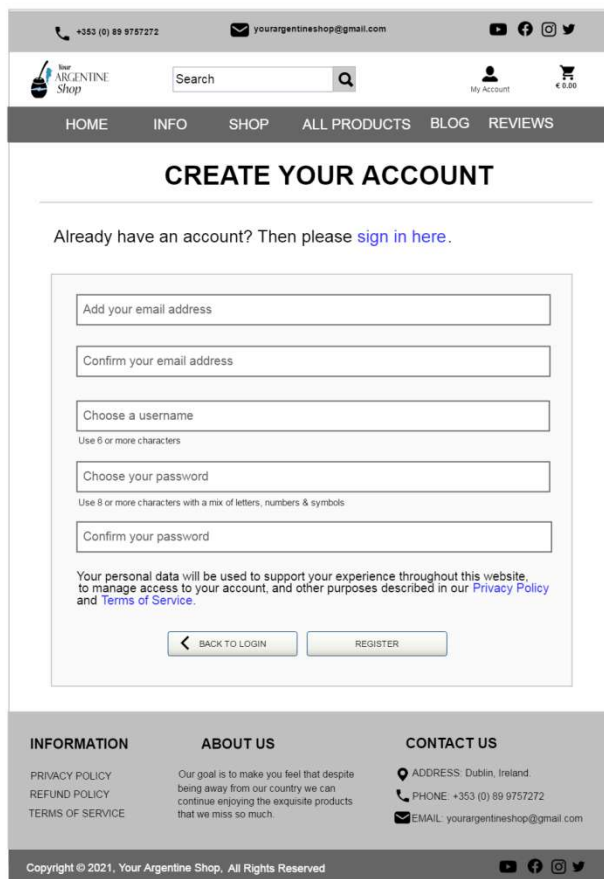 +353 (0) 89 9757272
yourargentineshop@gmail.com
Your
ARGENTINE
Shop
Search
My Account
€ 0.00
HOME INFO SHOP ALL PRODUCTS BLOG REVIEWS
CREATE YOUR ACCOUNT
Already have an account? Then please sign in here.
Add your email address
Confirm your email address
Choose a username
Use 6 or more characters
Choose your password
Use 8 or more characters with a mix of letters, numbers & symbols
Confirm your password
Your personal data will be used to support your experience throughout this website,
to manage access to your account, and other purposes described in our Privacy Policy
and Terms of Service.
BACK TO LOGIN
REGISTER
INFORMATION
PRIVACY POLICY
REFUND POLICY
TERMS OF SERVICE
ABOUT US
Our goal is to make you feel that despite
being away from our country we can
continue enjoying the exquisite products
that we miss so much.
CONTACT US
ADDRESS: Dublin, Ireland.
PHONE: +353 (0) 89 9757272
EMAIL: yourargentineshop@gmail.com
Copyright © 2021, Your Argentine Shop, All Rights Reserved